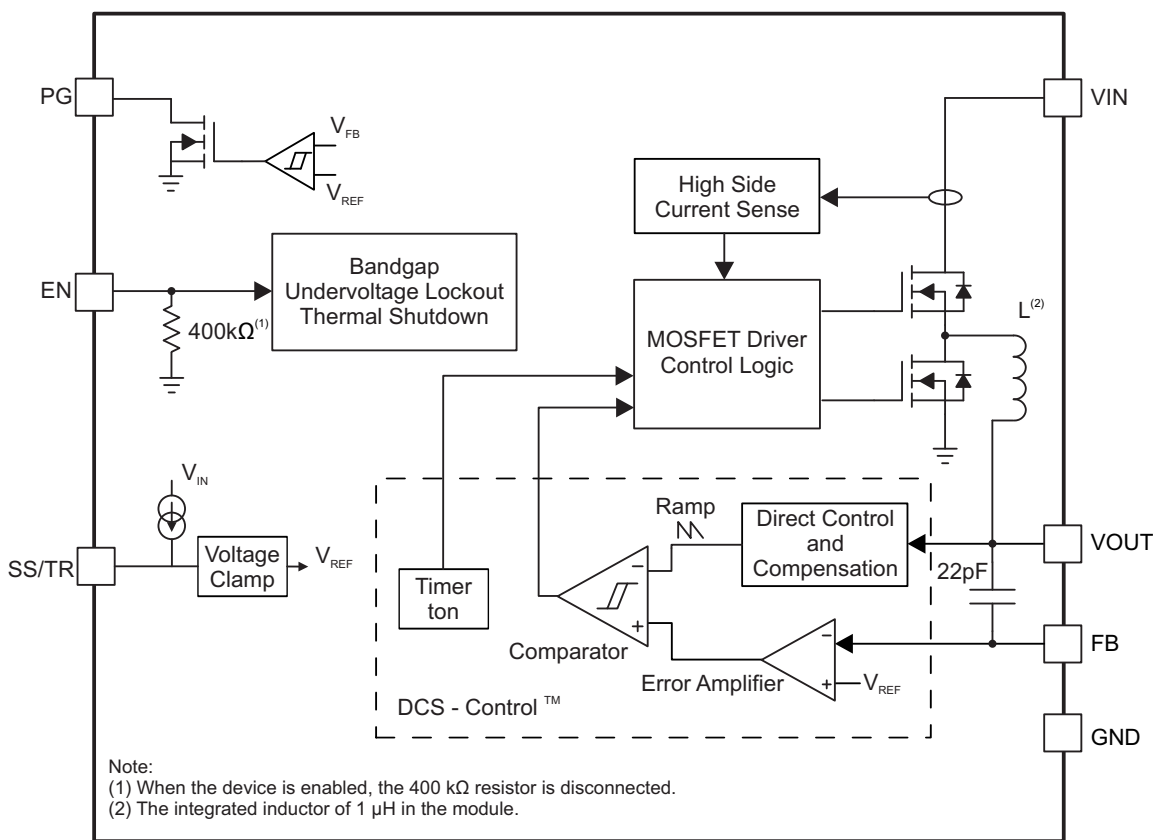 PG
VIN
V_FB
V_REF
High Side
Current Sense
EN
Bandgap
Undervoltage Lockout
Thermal Shutdown
400kΩ(1)
MOSFET Driver
Control Logic
L(2)
V_IN
SS/TR
Voltage
Clamp
V_REF
Timer
ton
Ramp
Direct Control
and
Compensation
VOUT
22pF
−
+
Comparator
−
+
Error Amplifier
V_REF
FB
DCS - Control ™
GND
Note:
(1) When the device is enabled, the 400 kΩ resistor is disconnected.
(2) The integrated inductor of 1 µH in the module.